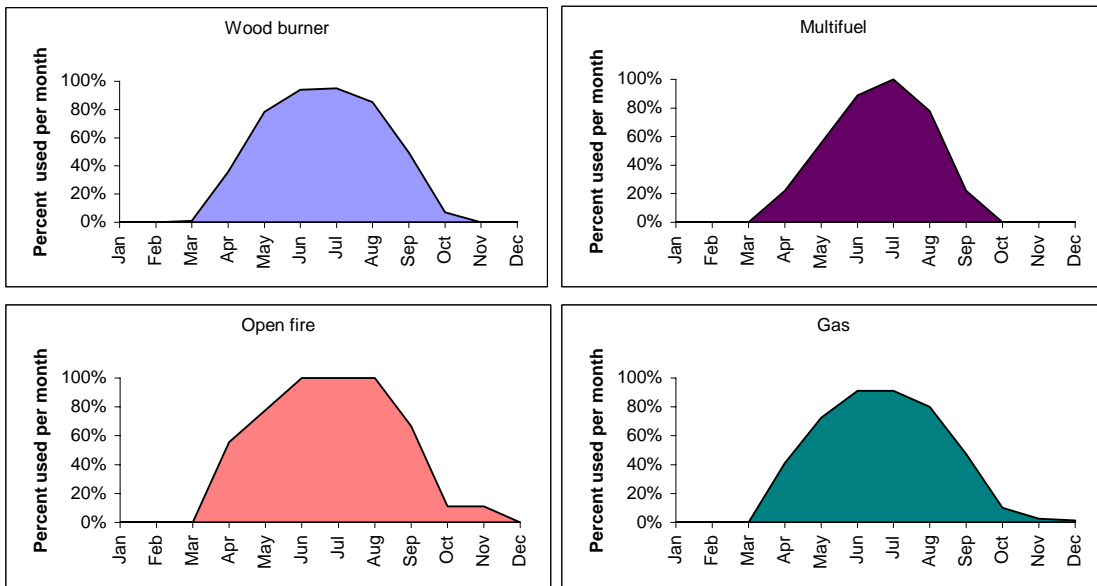 Wood burner
Percent used per month
100%
80%
60%
40%
20%
0%
Jan
Feb
Mar
Apr
May
Jun
Jul
Aug
Sep
Oct
Nov
Dec
Multifuel
Percent used per month
100%
80%
60%
40%
20%
0%
Jan
Feb
Mar
Apr
May
Jun
Jul
Aug
Sep
Oct
Nov
Dec
Open fire
Percent used per month
100%
80%
60%
40%
20%
0%
Jan
Feb
Mar
Apr
May
Jun
Jul
Aug
Sep
Oct
Nov
Dec
Gas
Percent used per month
100%
80%
60%
40%
20%
0%
Jan
Feb
Mar
Apr
May
Jun
Jul
Aug
Sep
Oct
Nov
Dec